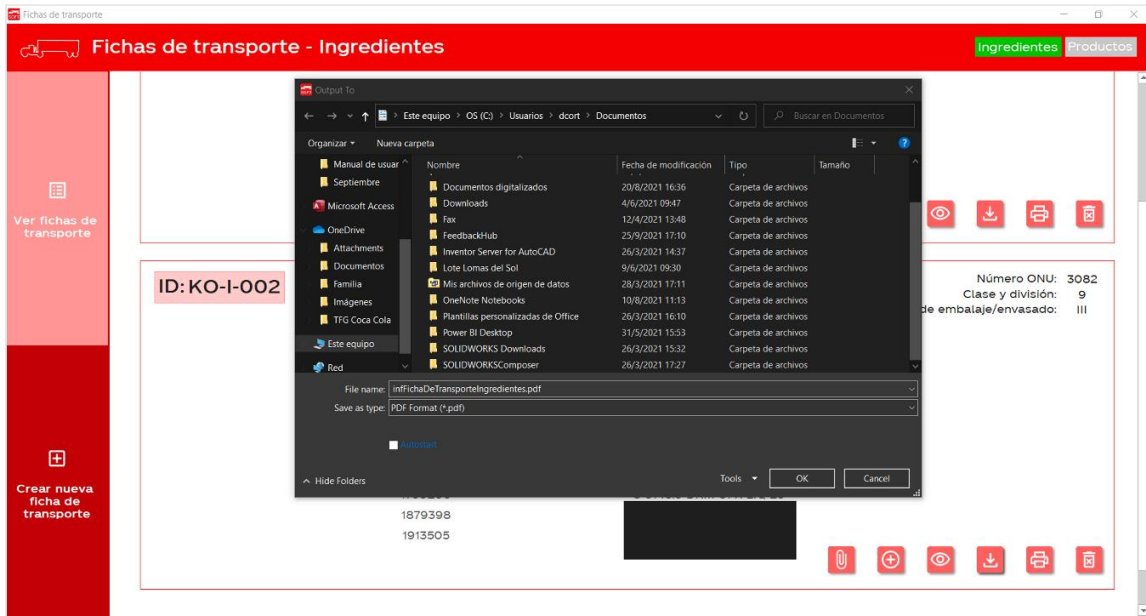 Fichas de transporte
Fichas de transporte - Ingredientes
Ingredientes Productos
Output To
Este equipo > OS (C:) > Usuarios > dcort > Documentos
Buscar en Documentos
Organizar Nueva carpeta
Nombre Fecha de modificación Tipo Tamaño
Manual de usuar
Septiembre
Microsoft Access
OneDrive
Attachments
Documentos
Familia
Imágenes
TFG Coca Cola
Este equipo
Red
Documentos digitalizados 20/8/2021 16:36 Carpeta de archivos
Downloads 4/6/2021 09:47 Carpeta de archivos
Fax 12/4/2021 13:48 Carpeta de archivos
FeedbackHub 25/9/2021 17:10 Carpeta de archivos
Inventor Server for AutoCAD 26/3/2021 14:37 Carpeta de archivos
Lote Lomas del Sol 9/6/2021 09:30 Carpeta de archivos
Mis archivos de origen de datos 28/3/2021 17:11 Carpeta de archivos
OneNote Notebooks 10/8/2021 11:13 Carpeta de archivos
Plantillas personalizadas de Office 26/3/2021 16:10 Carpeta de archivos
Power BI Desktop 31/5/2021 15:53 Carpeta de archivos
SOLIDWORKS Downloads 26/3/2021 15:32 Carpeta de archivos
SOLIDWORKSComposer 26/3/2021 17:27 Carpeta de archivos
File name: infFichaDeTransporteIngredientes.pdf
Save as type: PDF Format (*.pdf)
Autostart
Hide Folders
Tools OK Cancel
Ver fichas de
transporte
Crear nueva
ficha de
transporte
ID: KO-I-002
Número ONU: 3082
Clase y división: 9
de embalaje/envasado: III
1879398
1913505